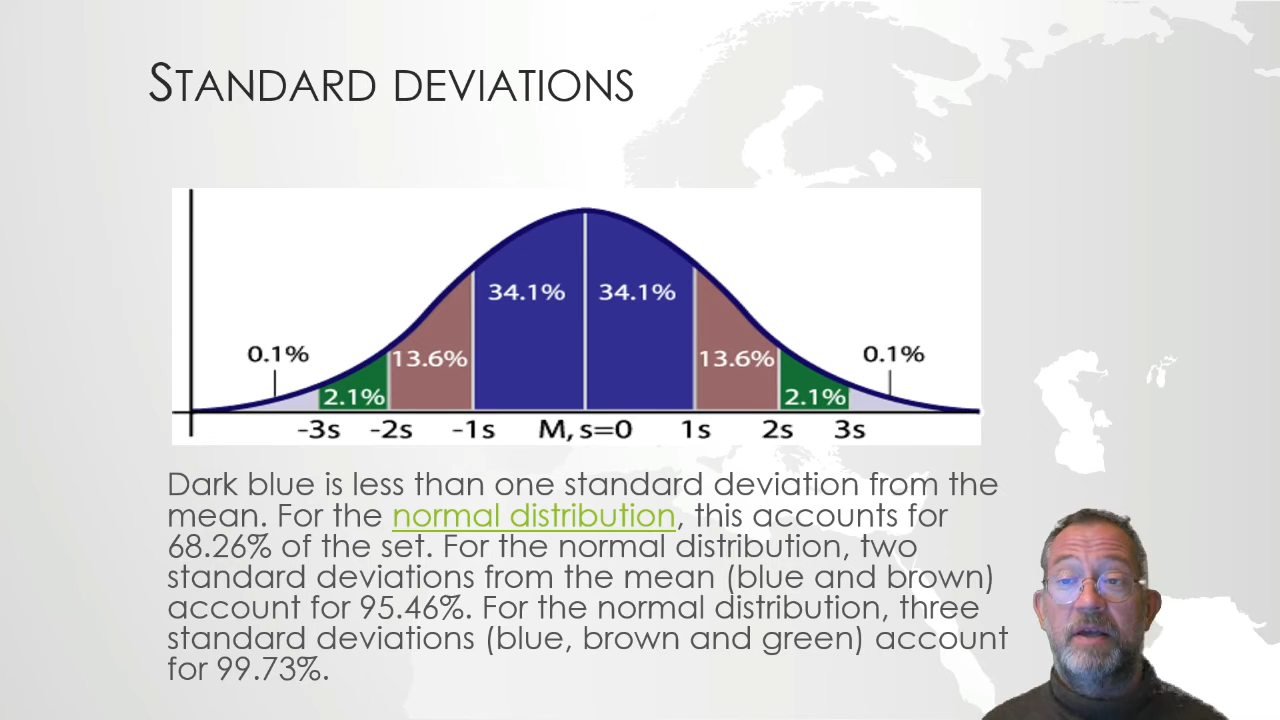 STANDARD DEVIATIONS
34.1% 34.1%
0.1% 13.6% 13.6% 0.1%
2.1% 2.1%
-3s -2s -1s M, s=0 1s 2s 3s
Dark blue is less than one standard deviation from the
mean. For the normal distribution, this accounts for
68.26% of the set. For the normal distribution, two
standard deviations from the mean (blue and brown)
account for 95.46%. For the normal distribution, three
standard deviations (blue, brown and green) account
for 99.73%.